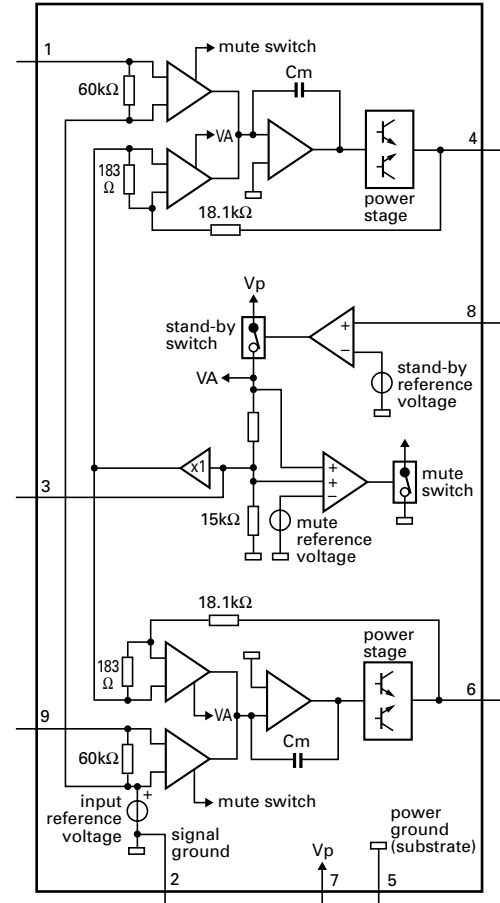 1
mute switch
60kΩ
Cm
VA
4
183
Ω
power
stage
18.1kΩ
Vp
8
stand-by
switch
+
−
stand-by
reference
voltage
VA
x1
+
+
−
mute
switch
3
15kΩ
mute
reference
voltage
18.1kΩ
power
stage
183
Ω
6
VA
9
Cm
60kΩ
mute switch
input
reference
voltage
+
signal
ground
power
ground
(substrate)
Vp
2
7
5